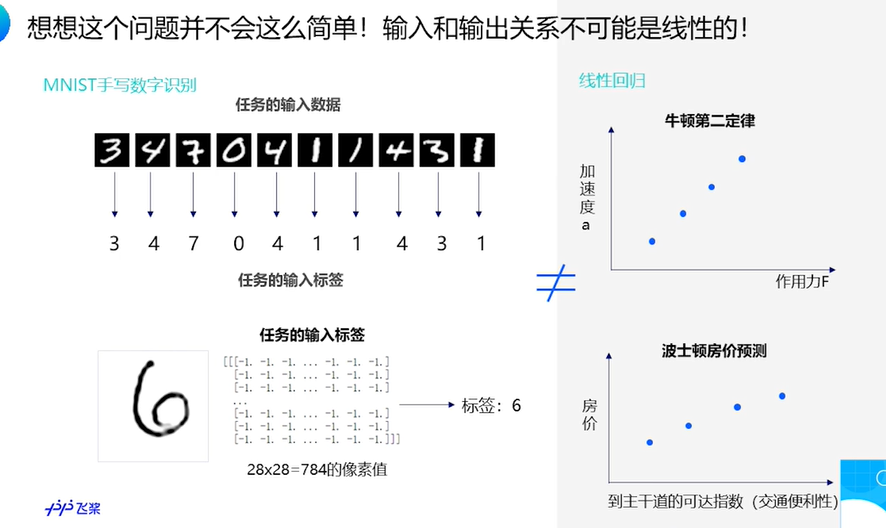 想想这个问题并不会这么简单！输入和输出关系不可能是线性的！
MNIST手写数字识别
任务的输入数据
3 4 7 0 4 1 1 4 3 1
3 4 7 0 4 1 1 4 3 1
任务的输入标签
任务的输入标签
6
[[[-1. -1. -1. ... -1. -1. -1.]
[-1. -1. -1. ... -1. -1. -1.]
[-1. -1. -1. ... -1. -1. -1.]
...
[-1. -1. -1. ... -1. -1. -1.]
[-1. -1. -1. ... -1. -1. -1.]
[-1. -1. -1. ... -1. -1. -1.]]]
标签：6
28x28=784的像素值
飞桨
≠
线性回归
牛顿第二定律
加速度a
作用力F
波士顿房价预测
房价
到主干道的可达指数（交通便利性）